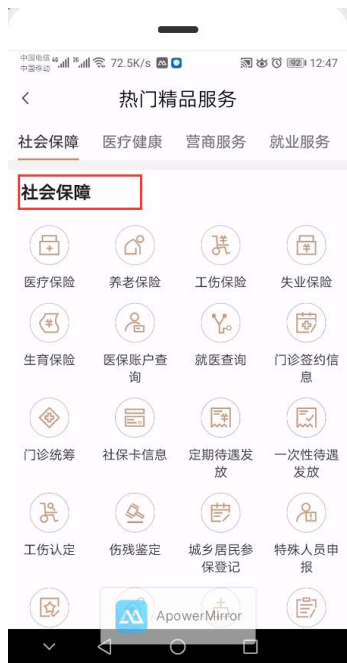 中国电信 中国移动 4G 2G 72.5K/s 92 12:47
热门精品服务
社会保障 医疗健康 营商服务 就业服务
社会保障
医疗保险 养老保险 工伤保险 失业保险
生育保险 医保账户查询 就医查询 门诊签约信息
门诊统筹 社保卡信息 定期待遇发放 一次性待遇发放
工伤认定 伤残鉴定 城乡居民参保登记 特殊人员申报
ApowerMirror